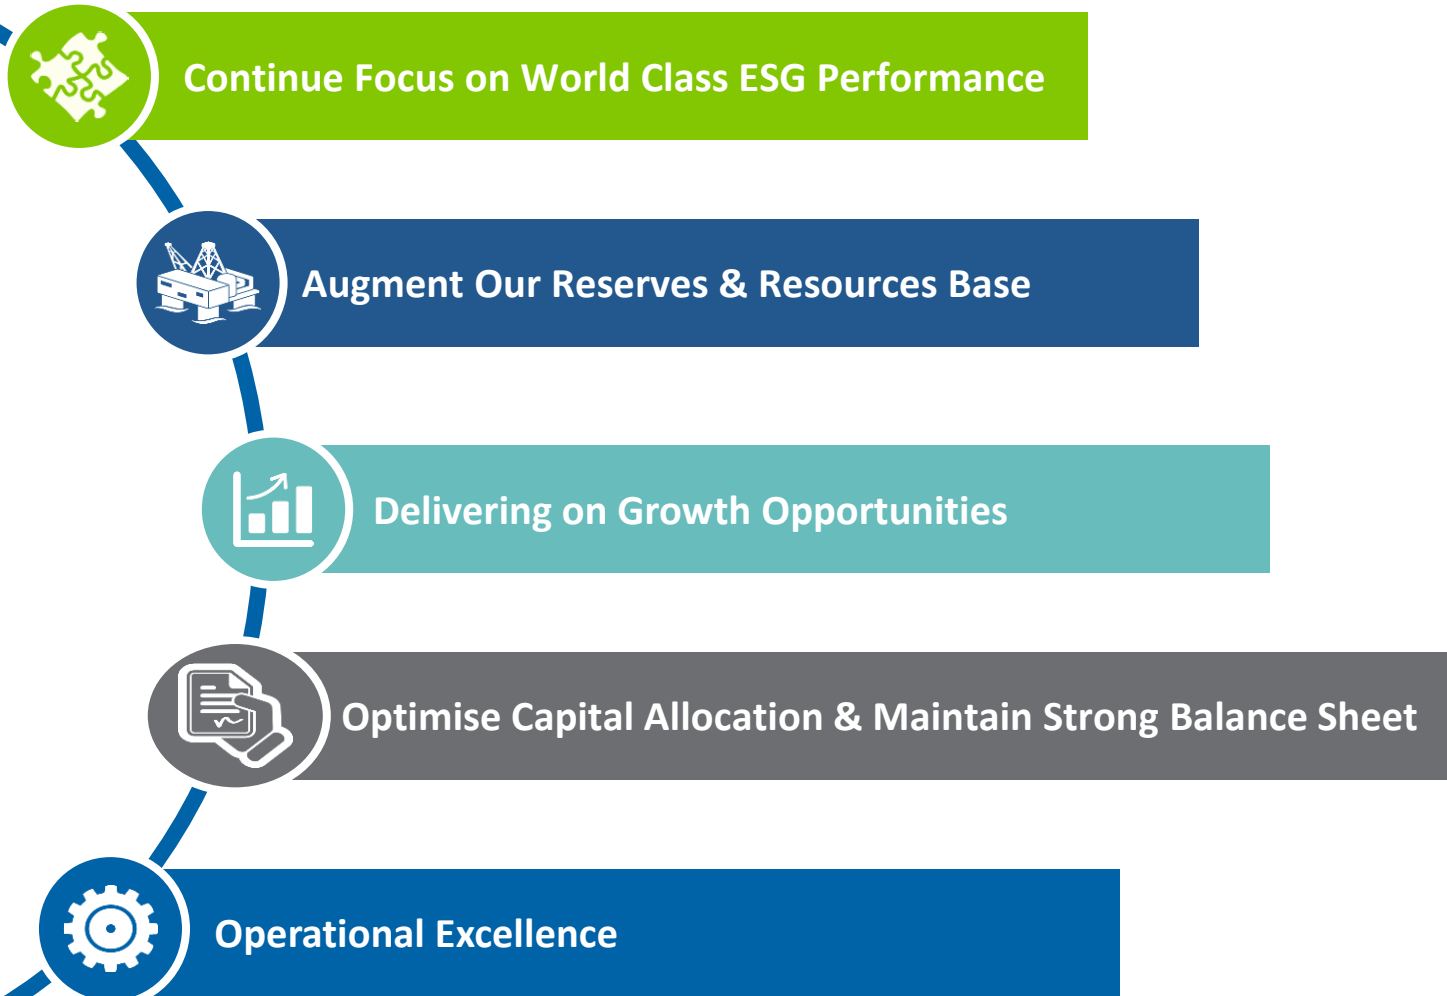 Continue Focus on World Class ESG Performance
Augment Our Reserves & Resources Base
Delivering on Growth Opportunities
Optimise Capital Allocation & Maintain Strong Balance Sheet
Operational Excellence